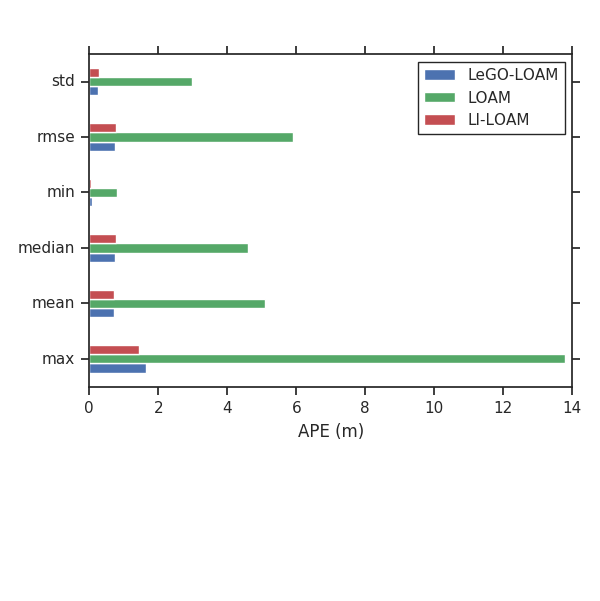 LeGO-LOAM
LOAM
LI-LOAM
std
rmse
min
median
mean
max
0 2 4 6 8 10 12 14
APE (m)